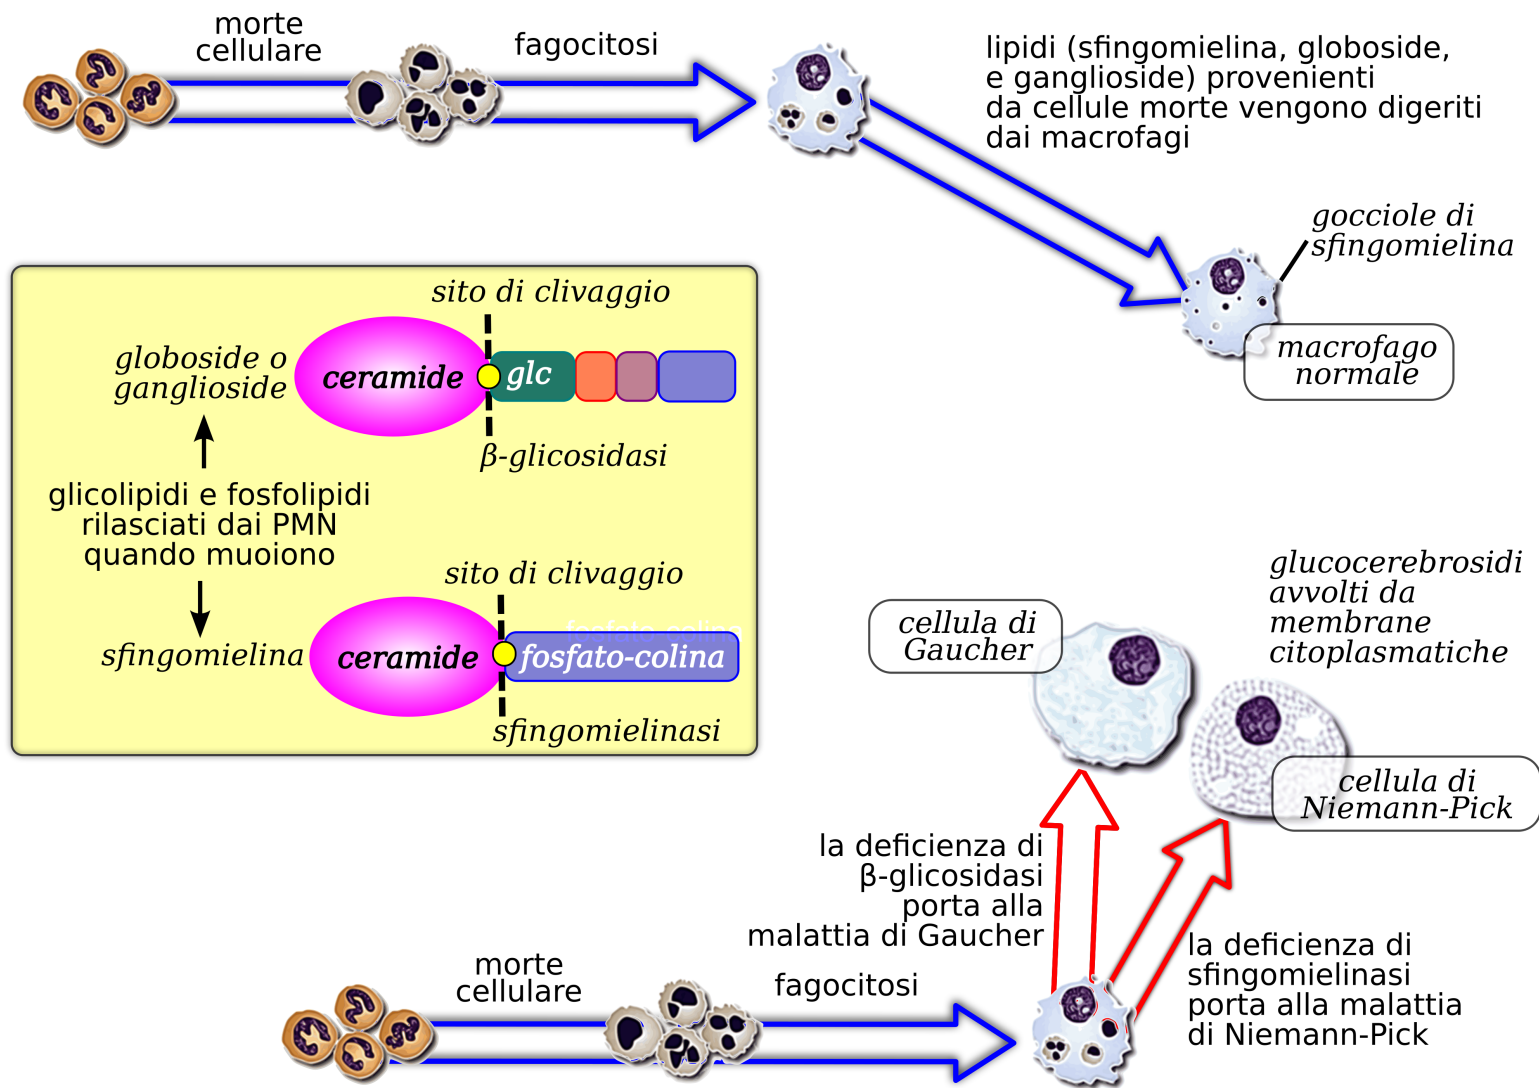 morte
cellulare
fagocitosi
lipidi (sfingomielina, globoside,
e ganglioside) provenienti
da cellule morte vengono digeriti
dai macrofagi
gocciole di
sfingomielina
macrofago
normale
sito di clivaggio
globoside o
ganglioside
ceramide
glc
β-glicosidasi
glicolipidi e fosfolipidi
rilasciati dai PMN
quando muoiono
sito di clivaggio
fosfato-colina
sfingomielina
ceramide
fosfato-colina
sfingomielinasi
glucocerebrosidi
avvolti da
membrane
citoplasmatiche
cellula di
Gaucher
cellula di
Niemann-Pick
la deficienza di
β-glicosidasi
porta alla
malattia di Gaucher
la deficienza di
sfingomielinasi
porta alla malattia
di Niemann-Pick
morte
cellulare
fagocitosi